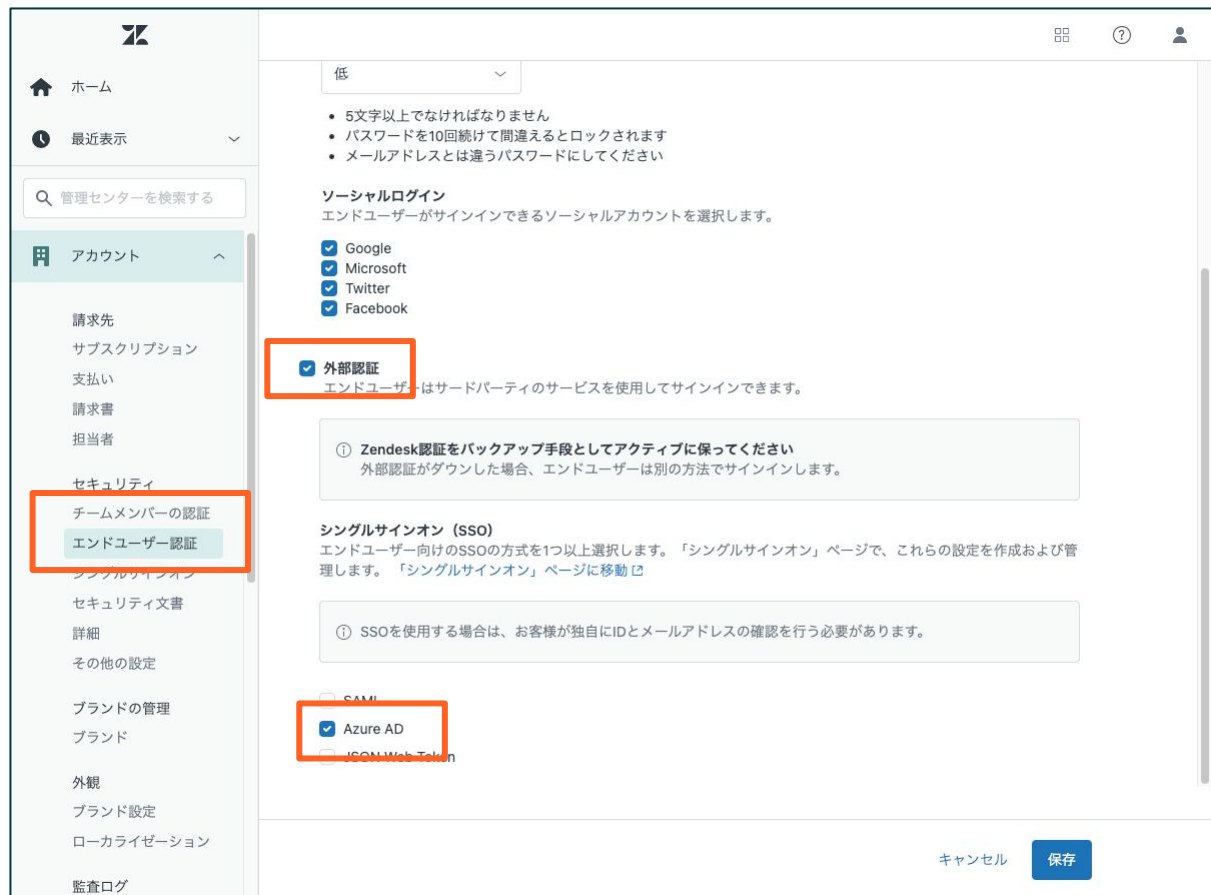 ホーム
最近表示
管理センターを検索する
アカウント
請求先
サブスクリプション
支払い
請求書
担当者
セキュリティ
チームメンバーの認証
エンドユーザー認証
シングルサインオン
セキュリティ文書
詳細
その他の設定
ブランドの管理
ブランド
外観
ブランド設定
ローカライゼーション
監査ログ
低
• 5文字以上でなければなりません
• パスワードを10回続けて間違えるとロックされます
• メールアドレスとは違うパスワードにしてください
ソーシャルログイン
エンドユーザーがサインインできるソーシャルアカウントを選択します。
Google
Microsoft
Twitter
Facebook
外部認証
エンドユーザーはサードパーティのサービスを使用してサインインできます。
Zendesk認証をバックアップ手段としてアクティブに保ってください
外部認証がダウンした場合、エンドユーザーは別の方法でサインインします。
シングルサインオン（SSO）
エンドユーザー向けのSSOの方式を1つ以上選択します。「シングルサインオン」ページで、これらの設定を作成および管
理します。 「シングルサインオン」ページに移動
SSOを使用する場合は、お客様が独自にIDとメールアドレスの確認を行う必要があります。
SAML
Azure AD
JSON Web Token
キャンセル
保存